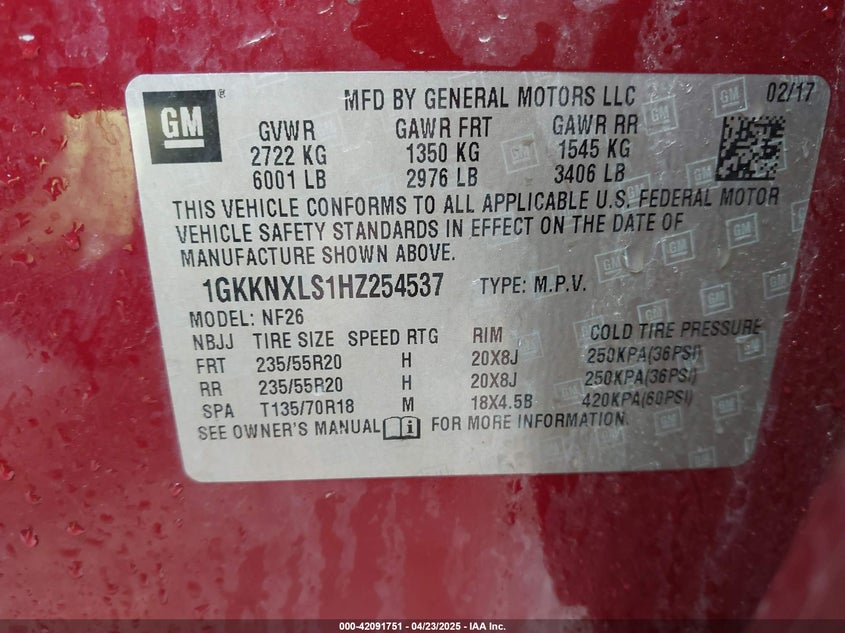 GM ® MFD BY GENERAL MOTORS LLC 02/17
GVWR GAWR FRT GAWR RR
2722 KG 1350 KG 1545 KG
6001 LB 2976 LB 3406 LB
THIS VEHICLE CONFORMS TO ALL APPLICABLE U.S. FEDERAL MOTOR
VEHICLE SAFETY STANDARDS IN EFFECT ON THE DATE OF
MANUFACTURE SHOWN ABOVE.
1GKKNXLS1HZ254537 TYPE: M.P.V.
MODEL: NF26
NBJJ TIRE SIZE SPEED RTG RIM COLD TIRE PRESSURE
FRT 235/55R20 H 20X8J 250KPA(36PSI)
RR 235/55R20 H 20X8J 250KPA(36PSI)
SPA T135/70R18 M 18X4.5B 420KPA(60PSI)
SEE OWNER'S MANUAL i FOR MORE INFORMATION.
000-42091751 - 04/23/2025 - IAA Inc.